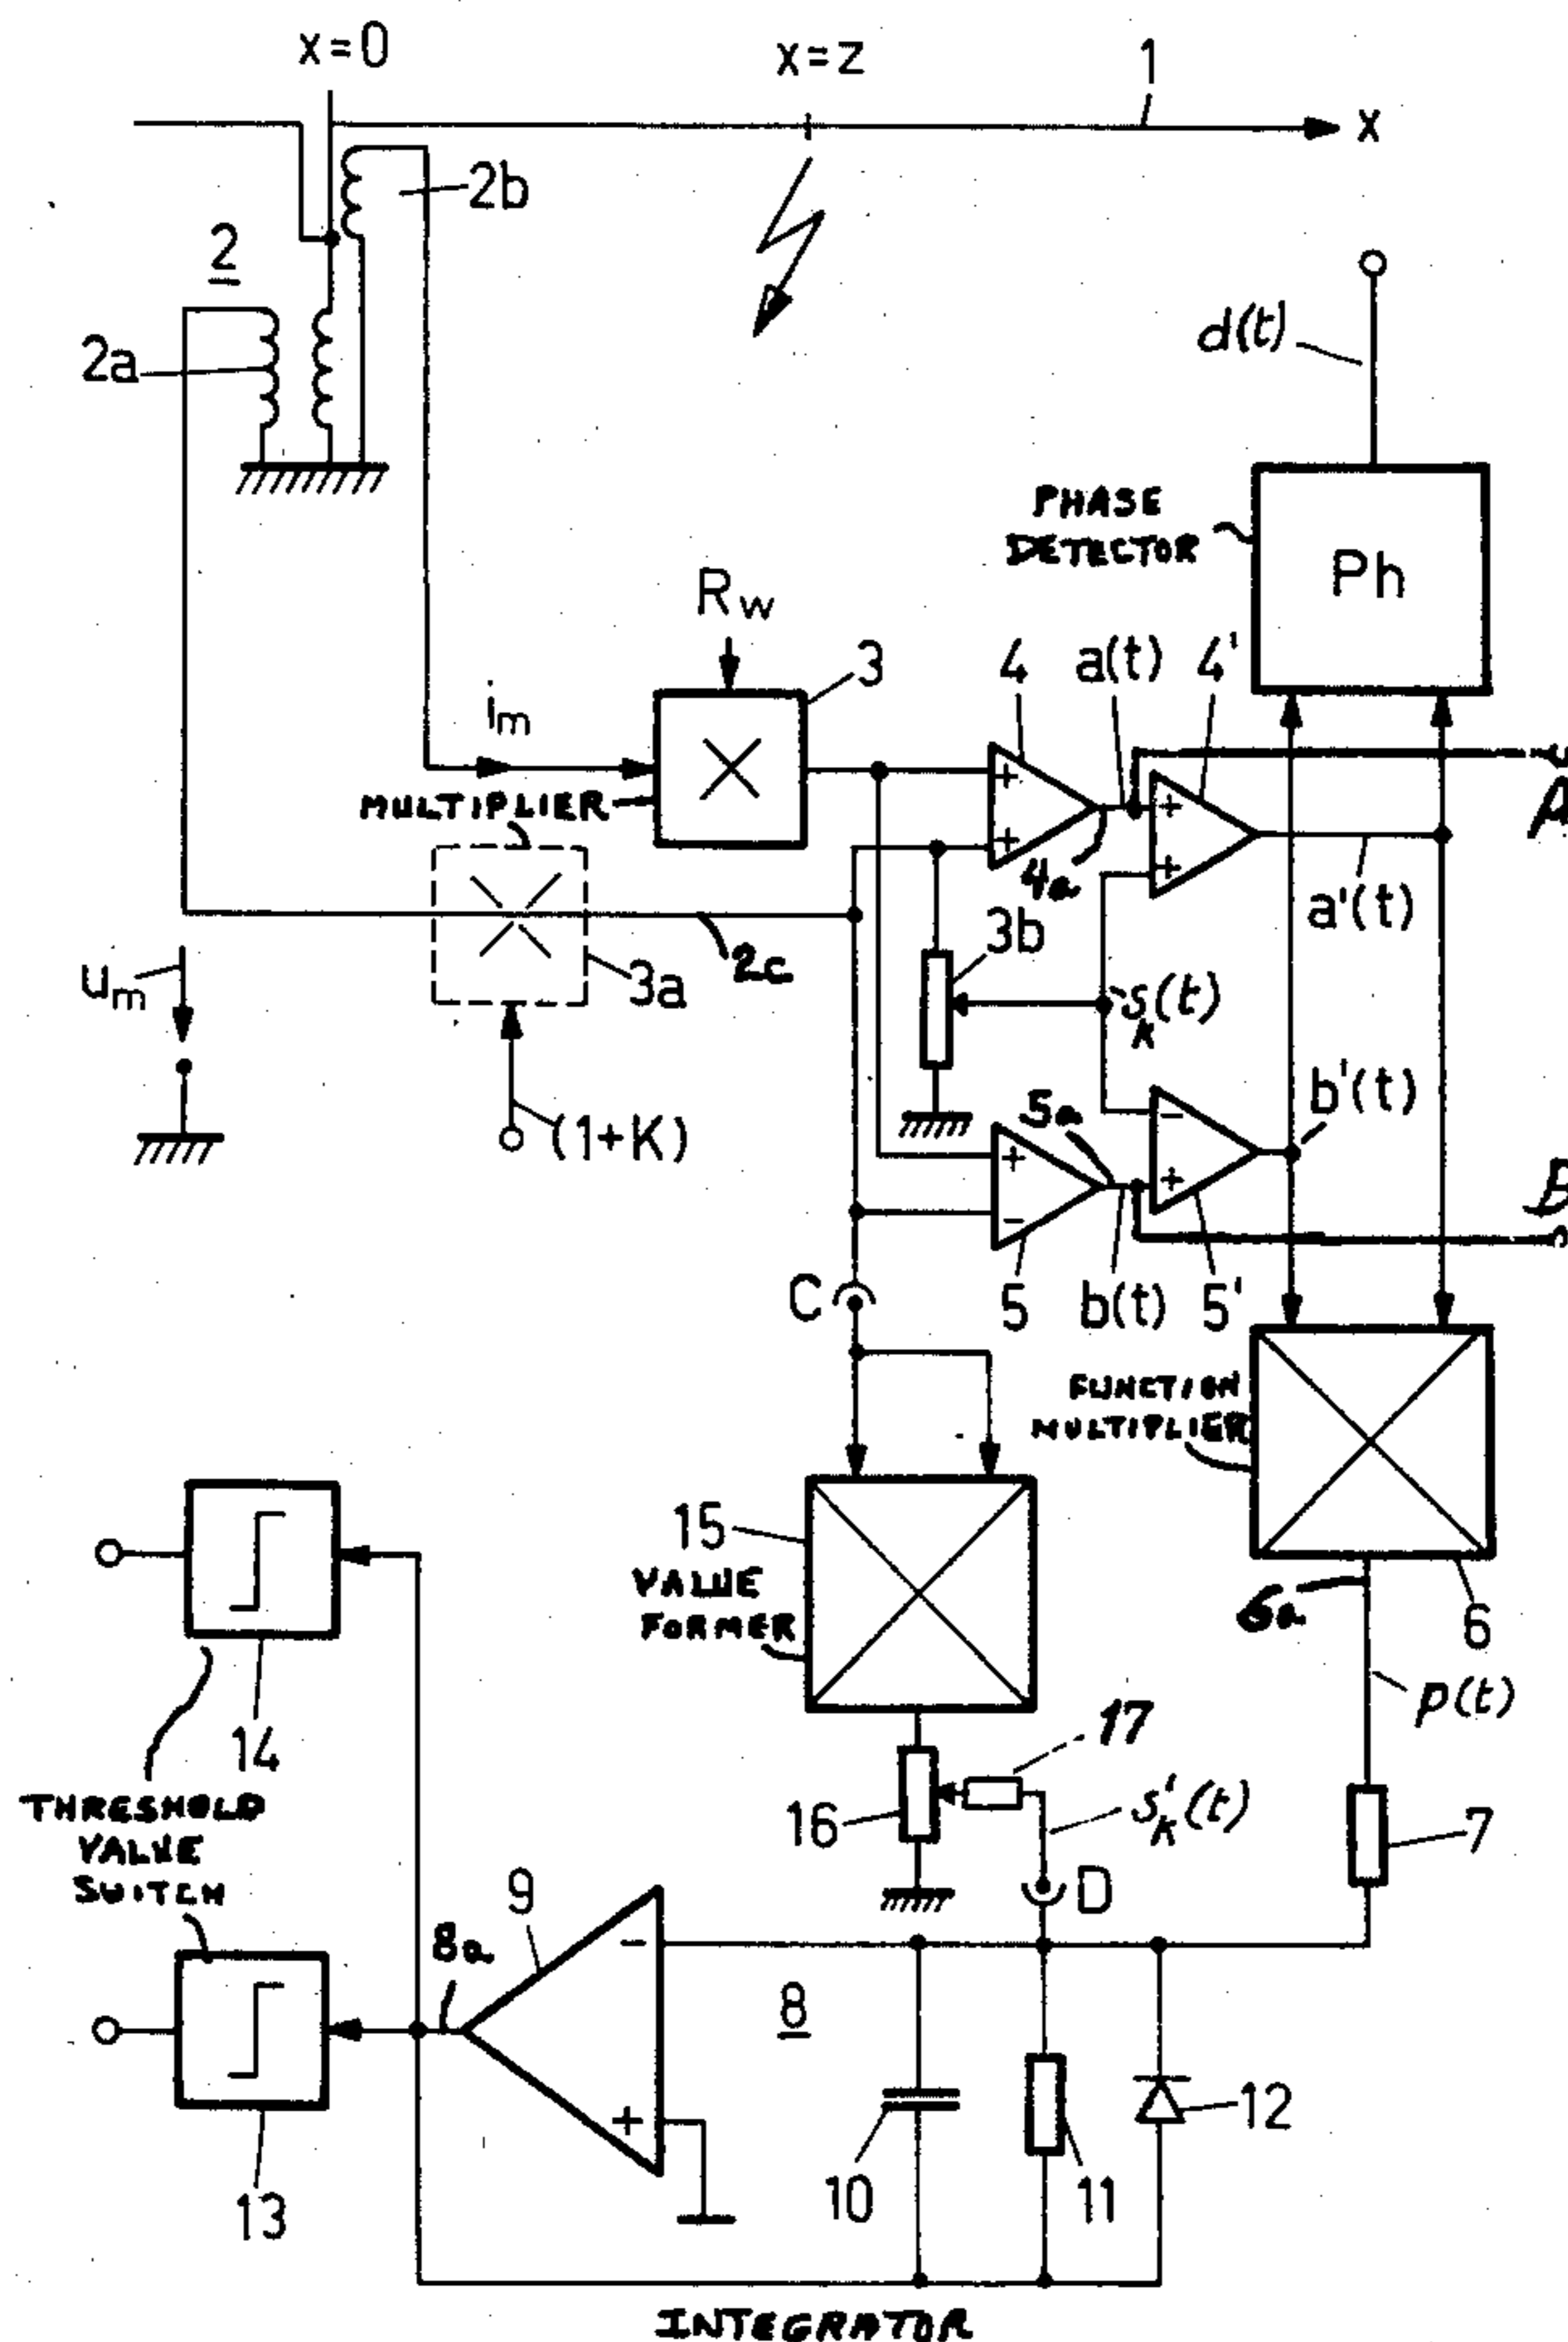 x=0
x=z
1
x
2b
2
2a
d(t)
PHASE
DETECTOR
Ph
Rw
3
4
a(t)
4'
im
MULTIPLIER
A
4a
a'(t)
3b
2c
3a
um
sk(t)
b'(t)
(1+K)
5a
B
C
5
b(t)
5'
FUNCTION
MULTIPLIER
15
VALUE
FORMER
6a
6
p(t)
14
17
THRESHOLD
VALUE
SWITCH
16
s'k(t)
7
9
D
8a
8
12
10
11
13
INTEGRATOR
+
+
+
+
-
+
+
-
-
+